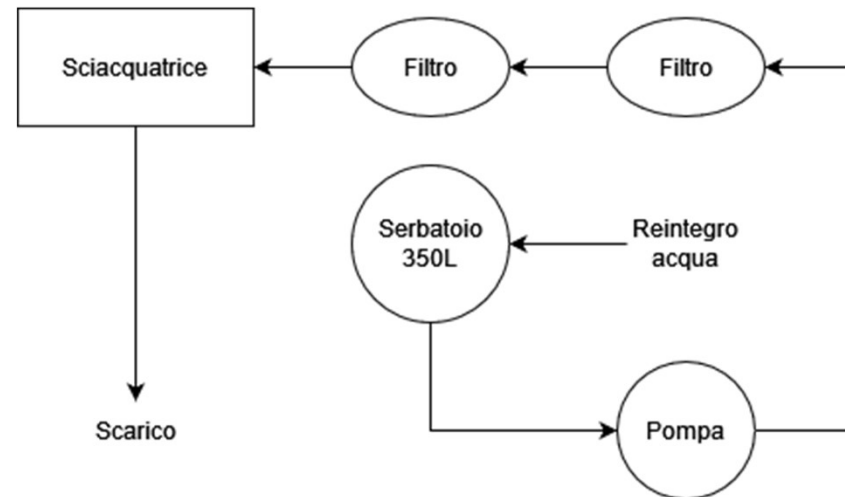 Sciacquatrice
Filtro
Filtro
Serbatoio
350L
Reintegro
acqua
Scarico
Pompa